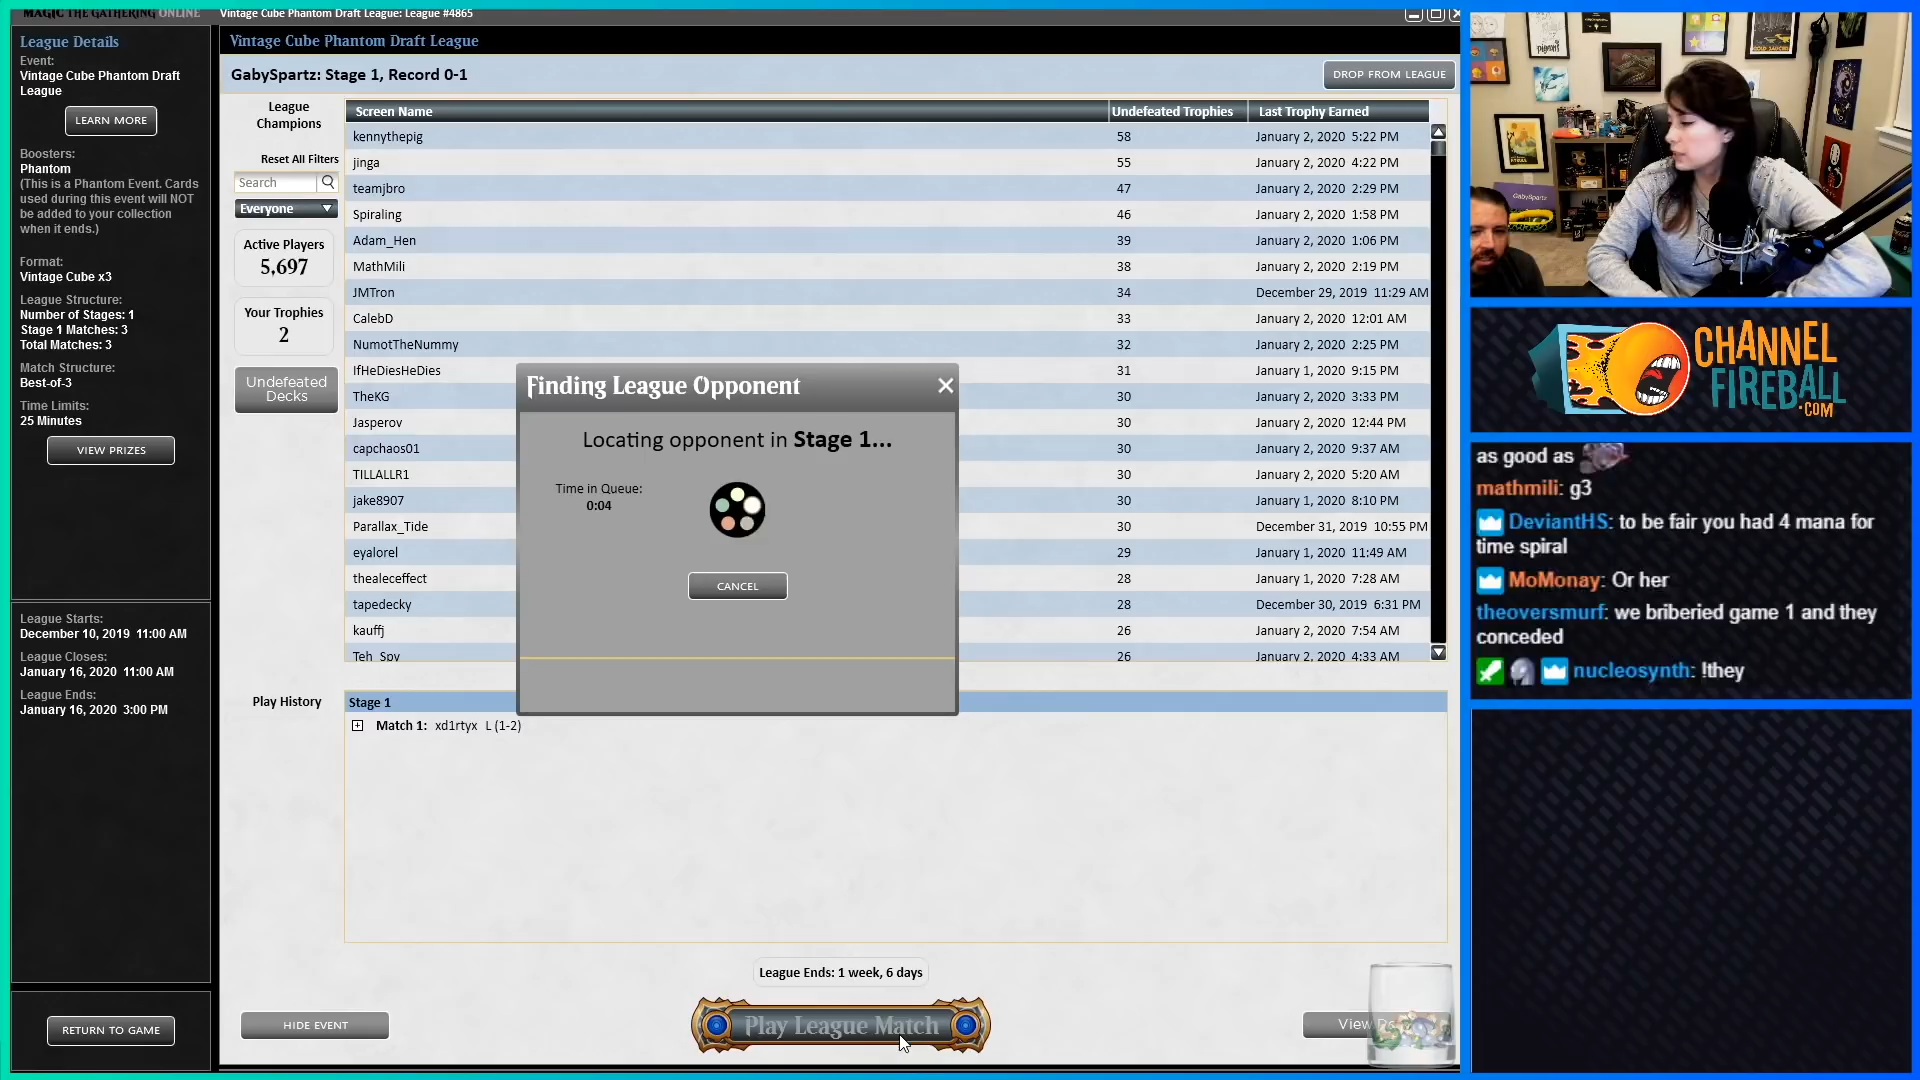 MAGIC THE GATHERING ONLINE
Vintage Cube Phantom Draft League: League #4865
League Details
Event:
Vintage Cube Phantom Draft
League
LEARN MORE
Boosters:
Phantom
(This is a Phantom Event. Cards
used during this event will NOT
be added to your collection
when it ends.)
Format:
Vintage Cube x3
League Structure:
Number of Stages: 1
Stage 1 Matches: 3
Total Matches: 3
Match Structure:
Best-of-3
Time Limits:
25 Minutes
VIEW PRIZES
League Starts:
December 10, 2019 11:00 AM
League Closes:
January 16, 2020 11:00 AM
League Ends:
January 16, 2020 3:00 PM
RETURN TO GAME
Vintage Cube Phantom Draft League
GabySpartz: Stage 1, Record 0-1
DROP FROM LEAGUE
League
Champions
Reset All Filters
Search
Everyone
Active Players
5,697
Your Trophies
2
Undefeated
Decks
Screen Name Undefeated Trophies Last Trophy Earned
kennythepig 58 January 2, 2020 5:22 PM
jinga 55 January 2, 2020 4:22 PM
teamjbro 47 January 2, 2020 2:29 PM
Spiraling 46 January 2, 2020 1:58 PM
Adam_Hen 39 January 2, 2020 1:06 PM
MathMili 38 January 2, 2020 2:19 PM
JMTron 34 December 29, 2019 11:29 AM
CalebD 33 January 2, 2020 12:01 AM
NumotTheNummy 32 January 2, 2020 2:25 PM
IfHeDiesHeDies 31 January 1, 2020 9:15 PM
TheKG 30 January 2, 2020 3:33 PM
Jasperov 30 January 2, 2020 12:44 PM
capchaos01 30 January 2, 2020 9:37 AM
TILLALLR1 30 January 2, 2020 5:20 AM
jake8907 30 January 1, 2020 8:10 PM
Parallax_Tide 30 December 31, 2019 10:55 PM
eyalorel 29 January 1, 2020 11:49 AM
thealeceffect 28 January 1, 2020 7:28 AM
tapedecky 28 December 30, 2019 6:31 PM
kauffj 26 January 2, 2020 7:54 AM
Teh_Spy 26 January 2, 2020 4:33 AM
Finding League Opponent
Locating opponent in Stage 1...
Time in Queue:
0:04
CANCEL
Play History
Stage 1
Match 1: xd1rtyx L (1-2)
League Ends: 1 week, 6 days
HIDE EVENT
Play League Match
View
GabySpartz
CHANNEL
FIREBALL
.COM
as good as
mathmili: g3
DeviantHS: to be fair you had 4 mana for
time spiral
MoMonay: Or her
theoversmurf: we briberied game 1 and they
conceded
nucleosynth: !they